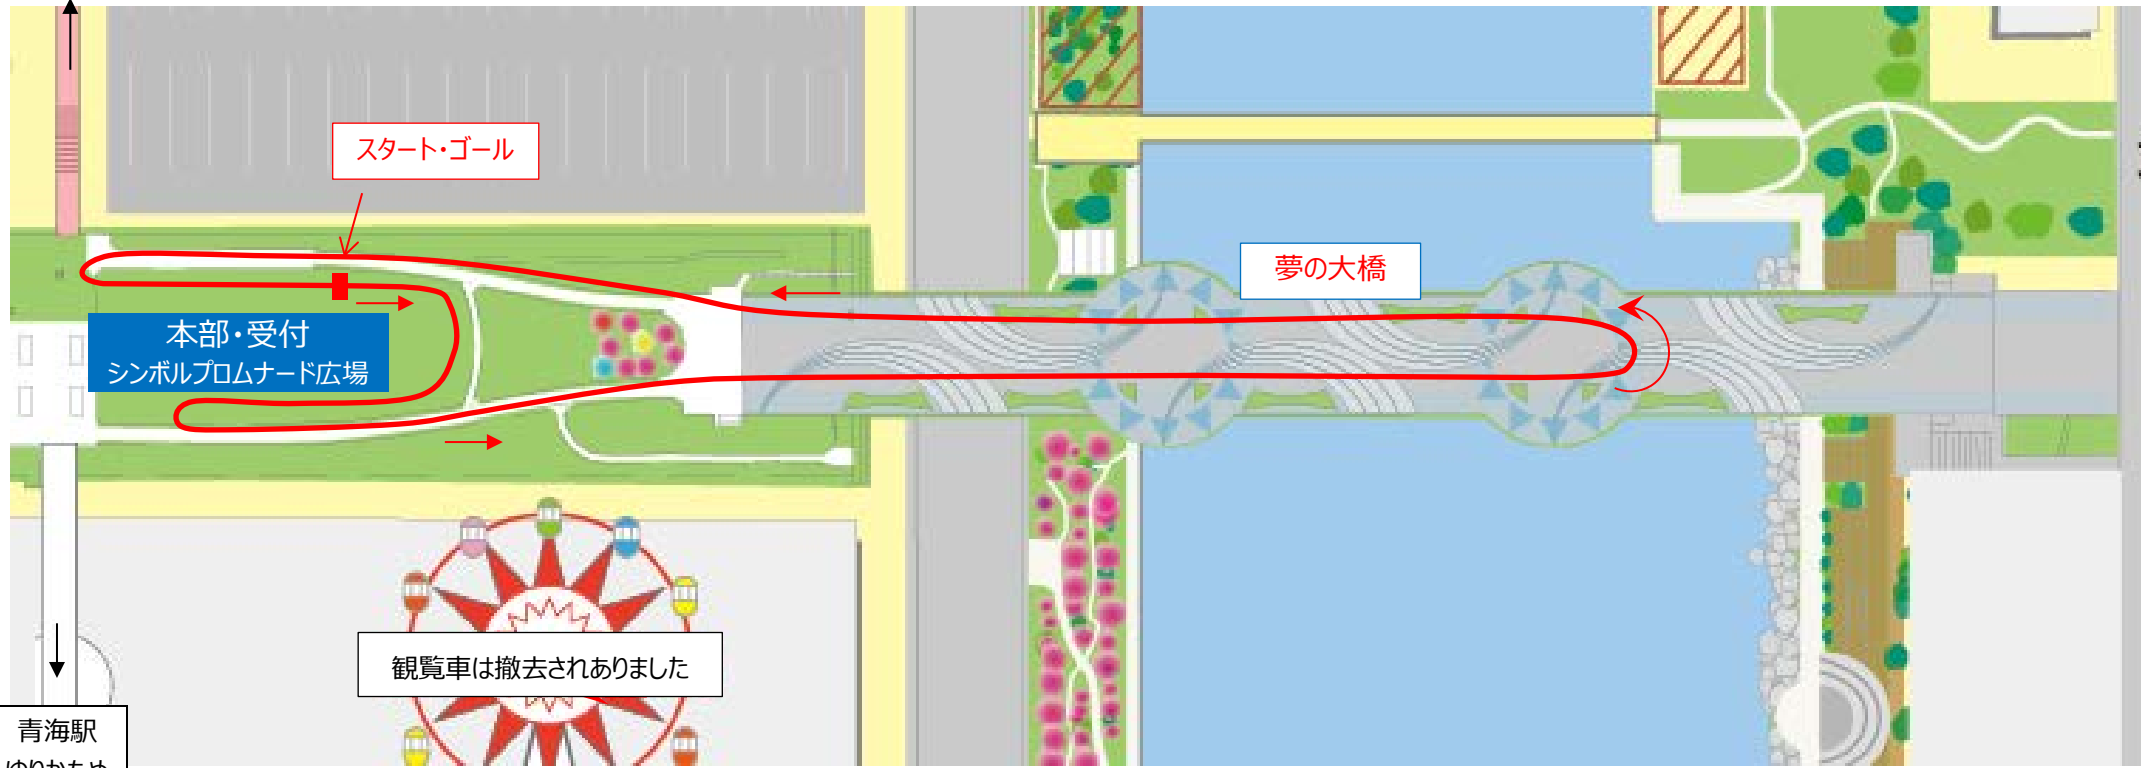 スタート・ゴール
夢の大橋
本部・受付
シンボルプロムナード広場
観覧車は撤去されありました
青海駅